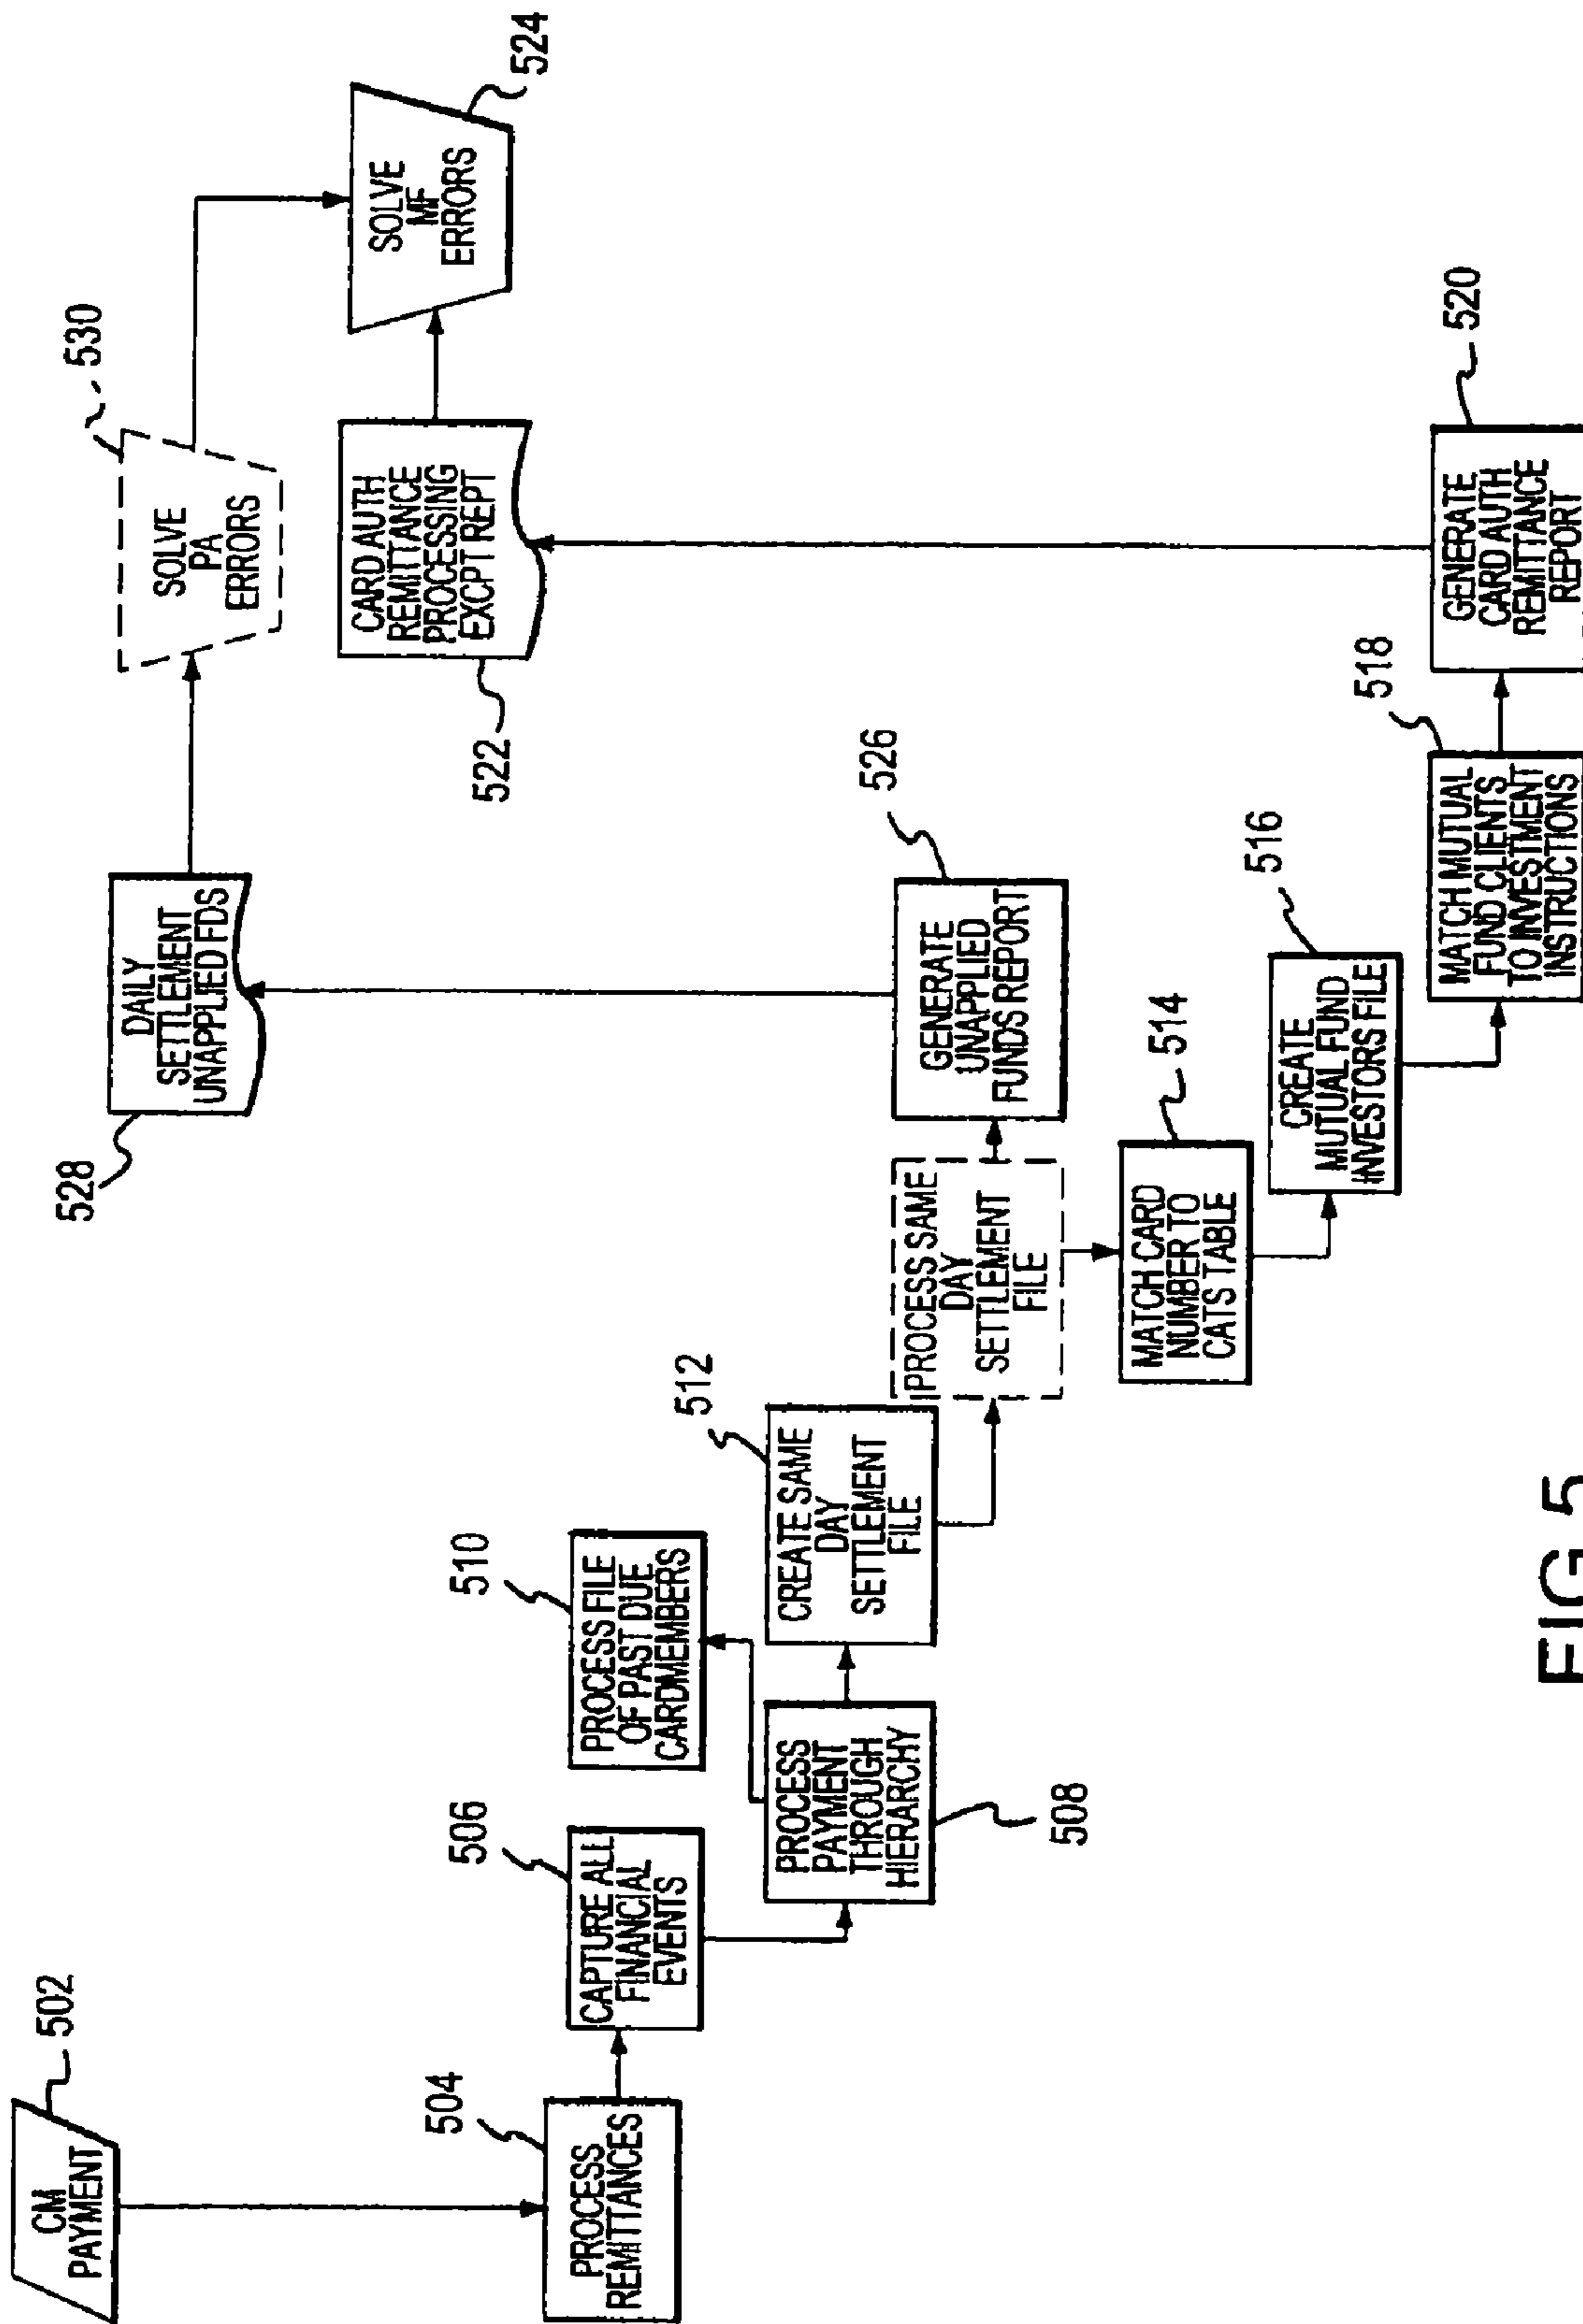 CM
PAYMENT
502
504
PROCESS
REMITTANCES
506
CAPTURE ALL
FINANCIAL
EVENTS
PROCESS
PAYMENT
THROUGH
HIERARCHY
508
510
PROCESS FILE
OF PAST DUE
CARDMEMBERS
512
CREATE SAME
DAY
SETTLEMENT
FILE
PROCESS SAME
DAY
SETTLEMENT
FILE
514
MATCH CARD
NUMBER TO
CATS TABLE
516
CREATE
MUTUAL FUND
INVESTORS FILE
518
MATCH MUTUAL
FUND CLIENTS
TO INVESTMENT
INSTRUCTIONS
520
GENERATE
CARD AUTH
REMITTANCE
REPORT
522
CARD AUTH
REMITTANCE
PROCESSING
EXCPT REPT
524
SOLVE
MF
ERRORS
526
GENERATE
UNAPPLIED
FUNDS REPORT
528
DAILY
SETTLEMENT
UNAPPLIED FDS
530
SOLVE
PA
ERRORS
FIG.5